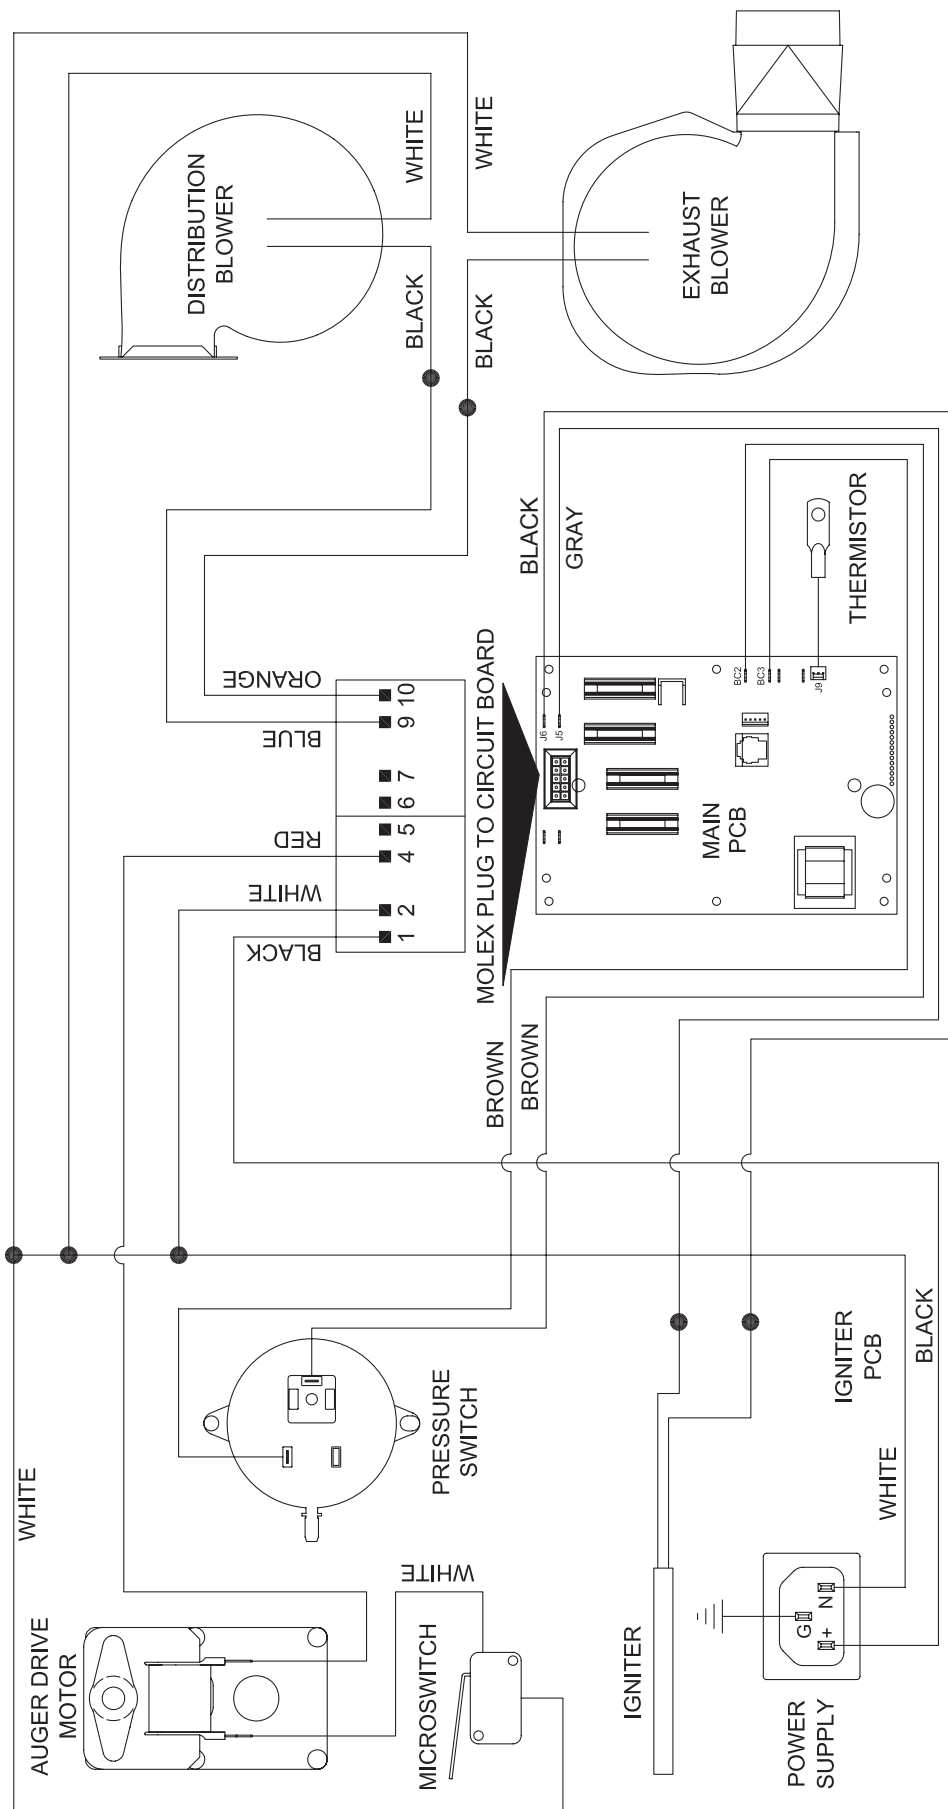 AUGER DRIVE
MOTOR
WHITE
MICROSWITCH
WHITE
PRESSURE
SWITCH
IGNITER
POWER
SUPPLY
G
N
+
WHITE
BLACK
IGNITER
PCB
BROWN
BROWN
BLACK
WHITE
RED
BLUE
ORANGE
1
2
4
5
6
7
9
10
MOLEX PLUG TO CIRCUIT BOARD
MAIN
PCB
J6
J5
BC2
BC3
J9
THERMISTOR
BLACK
GRAY
DISTRIBUTION
BLOWER
BLACK
WHITE
BLACK
WHITE
EXHAUST
BLOWER